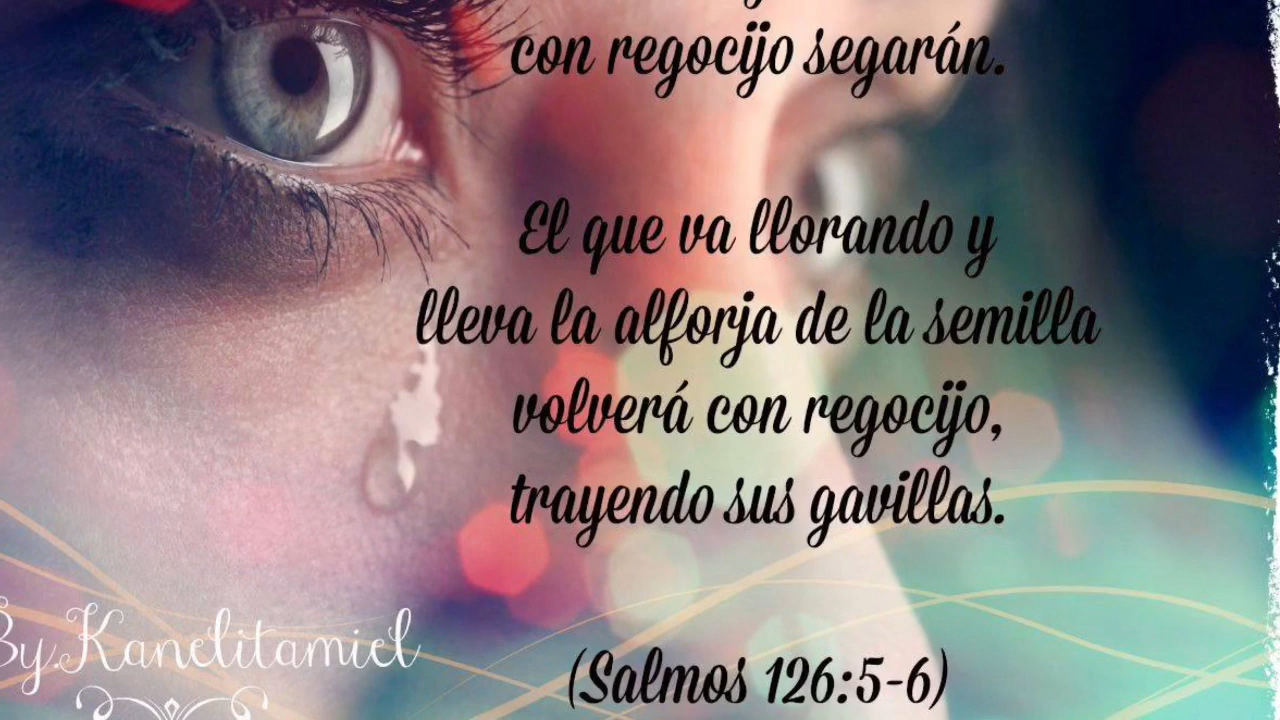 con regocijo segarán.
El que va llorando y
lleva la alforja de la semilla
volverá con regocijo,
trayendo sus gavillas.
(Salmos 126:5-6)
By.Kanelitamiel